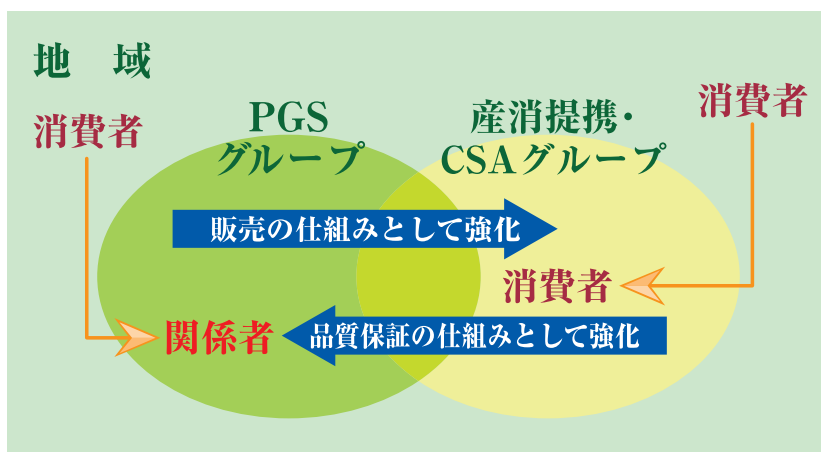 地　域
消費者
PGS
グループ
産消提携・
CSAグループ
消費者
販売の仕組みとして強化
消費者
関係者
品質保証の仕組みとして強化